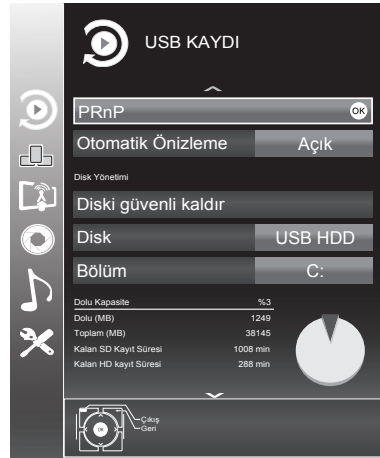 USB KAYDI
PRnP OK
Otomatik Önizleme Açık
Disk Yönetimi
Diski güvenli kaldır
Disk USB HDD
Bölüm C:
Dolu Kapasite %3
Dolu (MB) 1249
Toplam (MB) 38145
Kalan SD Kayıt Süresi 1008 min
Kalan HD kayıt Süresi 288 min
Çıkış
Geri
OK